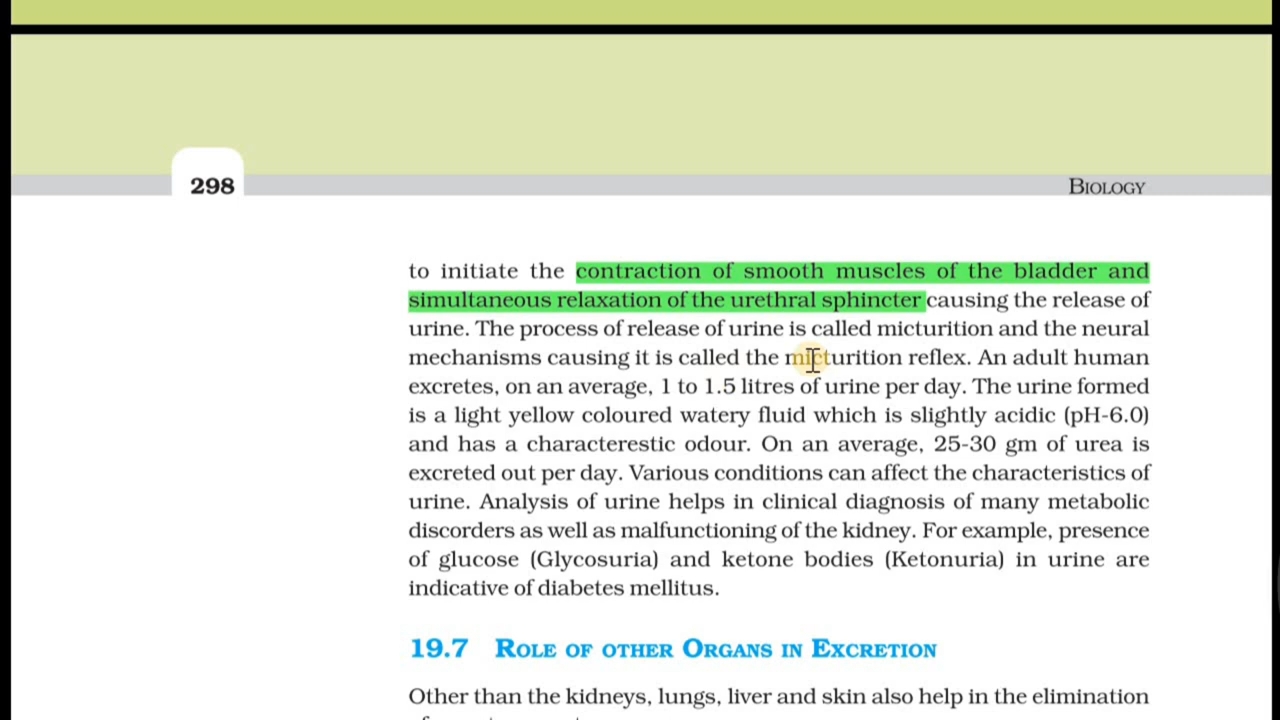 298
BIOLOGY
to initiate the contraction of smooth muscles of the bladder and
simultaneous relaxation of the urethral sphincter causing the release of
urine. The process of release of urine is called micturition and the neural
mechanisms causing it is called the micturition reflex. An adult human
excretes, on an average, 1 to 1.5 litres of urine per day. The urine formed
is a light yellow coloured watery fluid which is slightly acidic (pH-6.0)
and has a characterestic odour. On an average, 25-30 gm of urea is
excreted out per day. Various conditions can affect the characteristics of
urine. Analysis of urine helps in clinical diagnosis of many metabolic
discorders as well as malfunctioning of the kidney. For example, presence
of glucose (Glycosuria) and ketone bodies (Ketonuria) in urine are
indicative of diabetes mellitus.
19.7 ROLE OF OTHER ORGANS IN EXCRETION
Other than the kidneys, lungs, liver and skin also help in the elimination